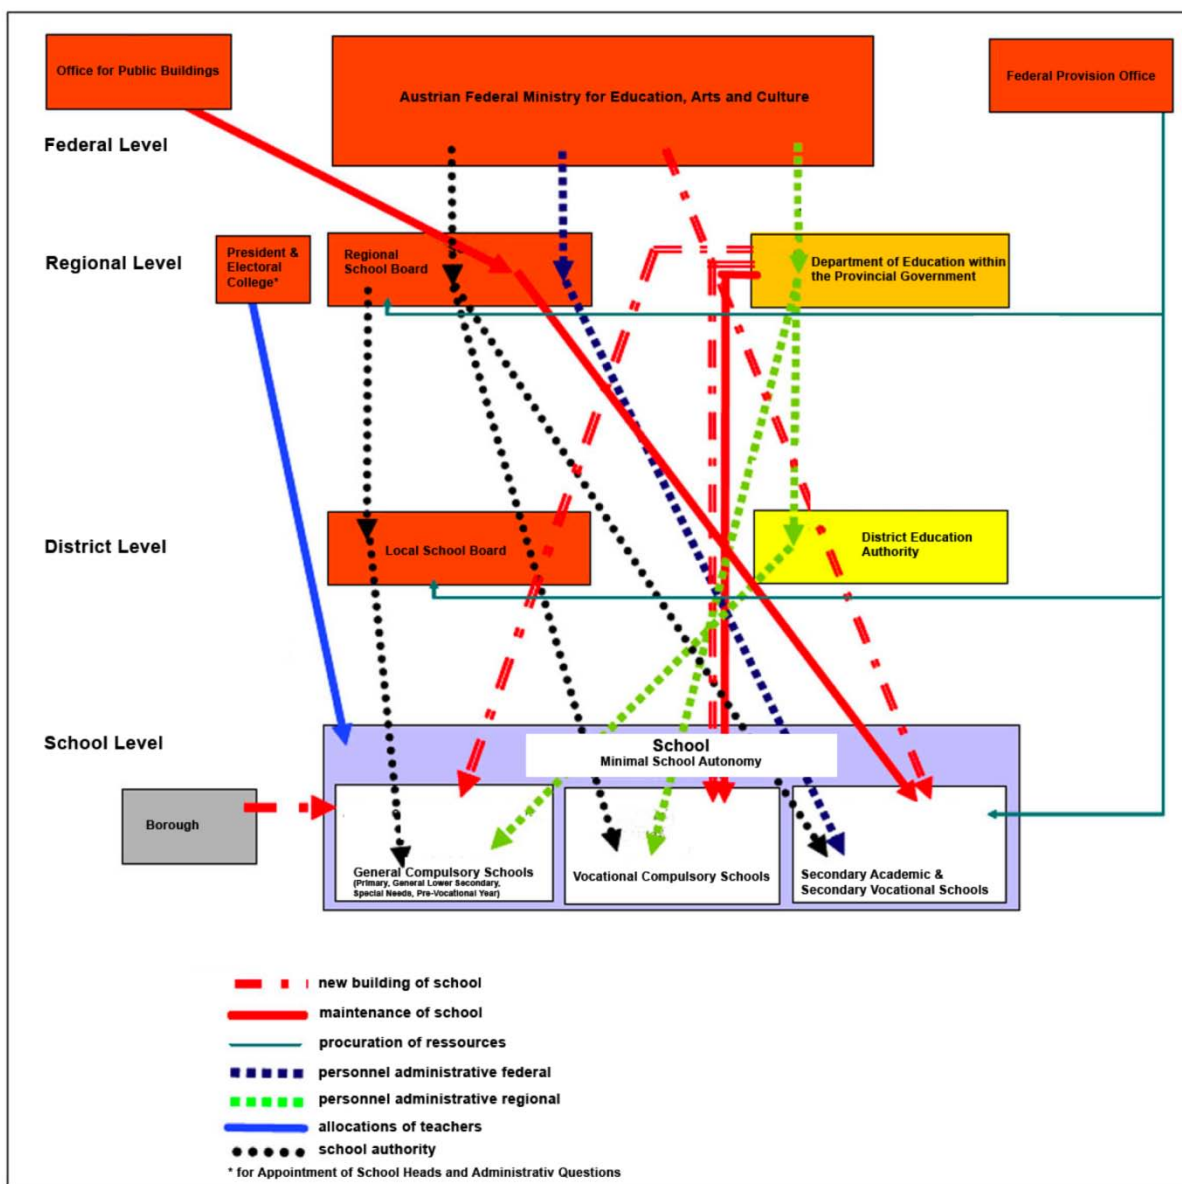 Office for Public Buildings
Austrian Federal Ministry for Education, Arts and Culture
Federal Provision Office
Federal Level
Regional Level
President &
Electoral
College*
Regional
School Board
Department of Education within
the Provincial Government
District Level
Local School Board
District Education
Authority
School Level
School
Minimal School Autonomy
Borough
General Compulsory Schools
(Primary, General Lower Secondary,
Special Needs, Pre-Vocational Year)
Vocational Compulsory Schools
Secondary Academic &
Secondary Vocational Schools
new building of school
maintenance of school
procuration of ressources
personnel administrative federal
personnel administrative regional
allocations of teachers
school authority
* for Appointment of School Heads and Administrativ Questions